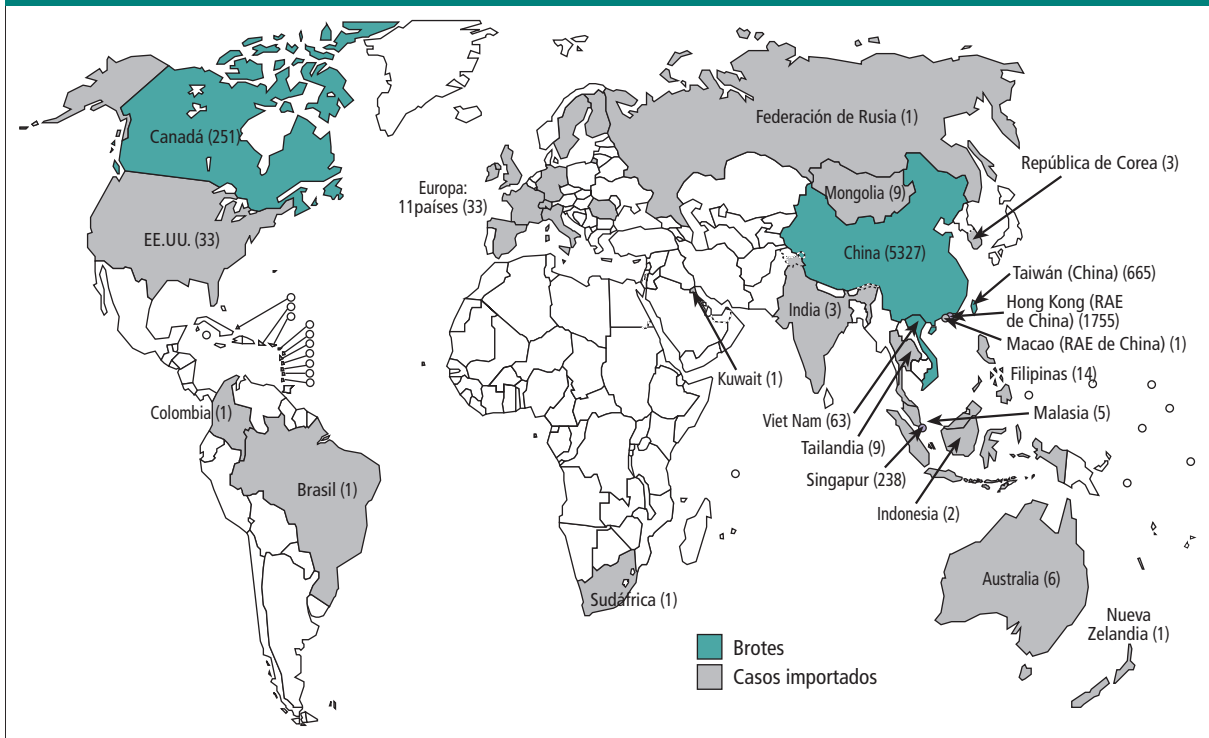 Canadá (251)
EE.UU. (33)
Colombia (1)
Brasil (1)
Europa:
11países (33)
Sudáfrica (1)
Federación de Rusia (1)
Mongolia (9)
China (5327)
India (3)
Kuwait (1)
República de Corea (3)
Taiwán (China) (665)
Hong Kong (RAE
de China) (1755)
Macao (RAE de China) (1)
Filipinas (14)
Viet Nam (63)
Malasia (5)
Tailandia (9)
Singapur (238)
Indonesia (2)
Australia (6)
Nueva
Zelandia (1)
Brotes
Casos importados